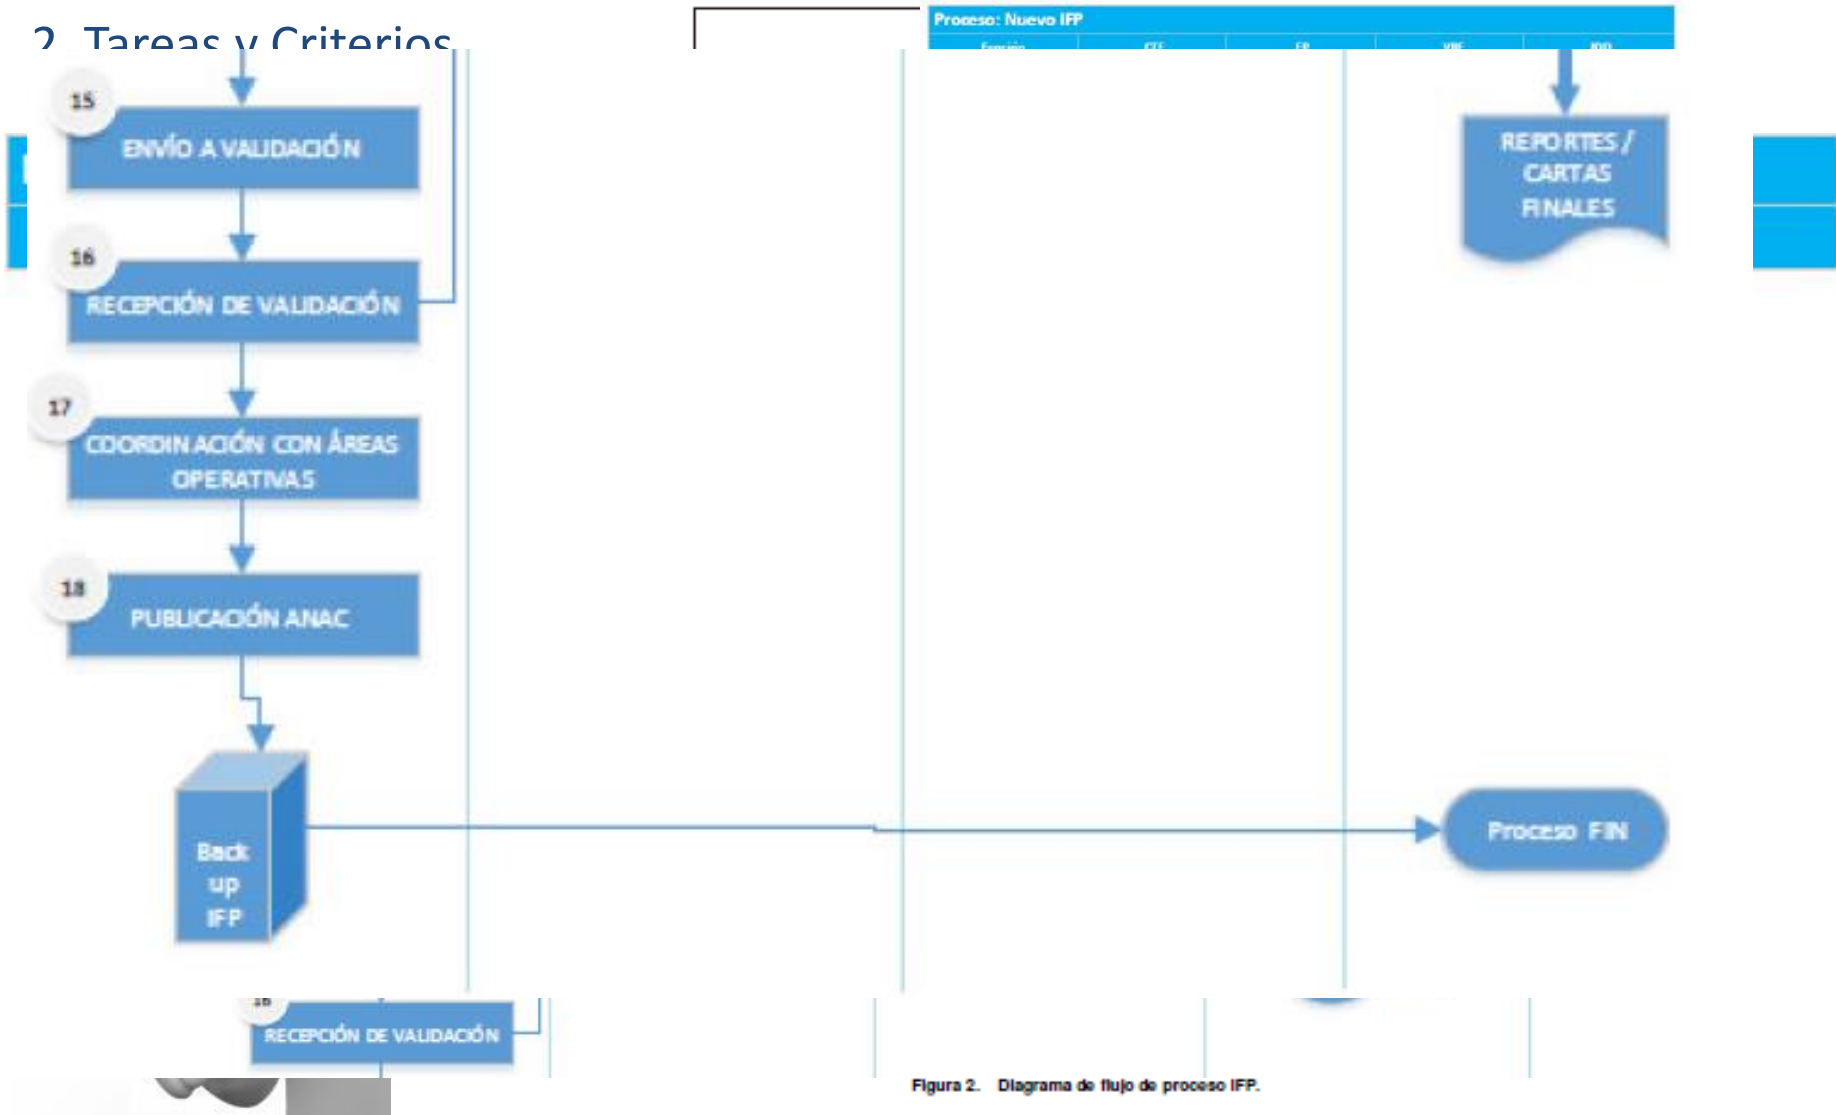 2. Tareas y Criterios
Proceso: Nuevo IFP
15
ENVÍO A VALIDACIÓN
REPORTES /
CARTAS
FINALES
16
RECEPCIÓN DE VALIDACIÓN
17
COORDINACIÓN CON ÁREAS
OPERATIVAS
18
PUBLICACIÓN ANAC
Back
up
IFP
Proceso FIN
16
RECEPCIÓN DE VALIDACIÓN
Figura 2. Diagrama de flujo de proceso IFP.